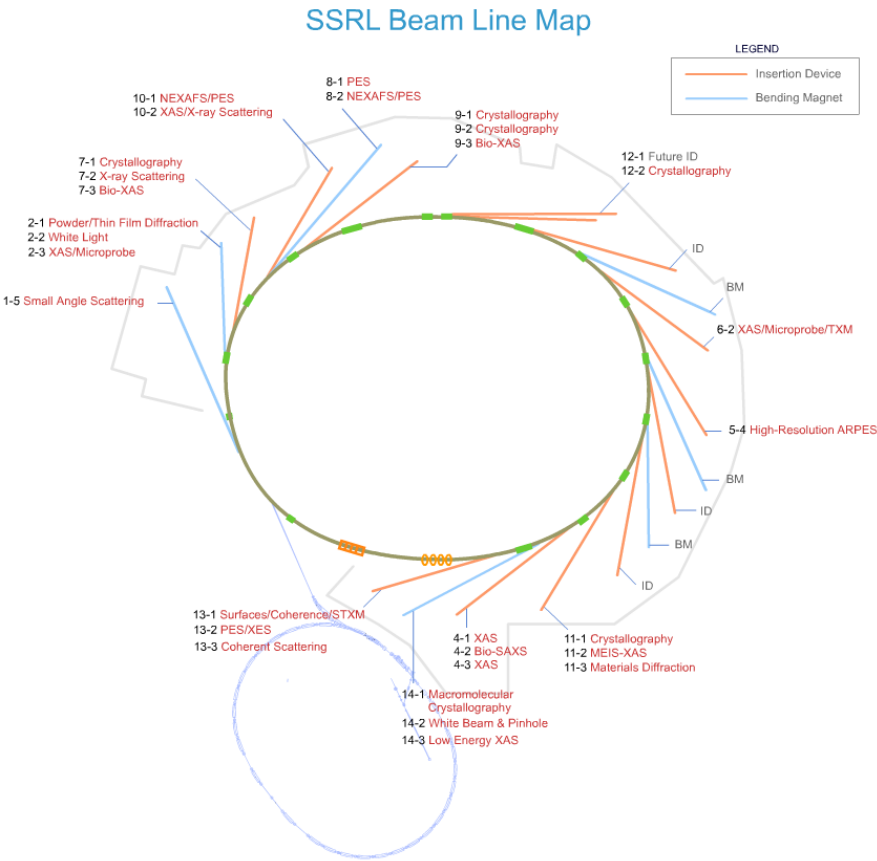 SSRL Beam Line Map
LEGEND
Insertion Device
Bending Magnet
8-1 PES
8-2 NEXAFS/PES
10-1 NEXAFS/PES
10-2 XAS/X-ray Scattering
9-1 Crystallography
9-2 Crystallography
9-3 Bio-XAS
12-1 Future ID
12-2 Crystallography
7-1 Crystallography
7-2 X-ray Scattering
7-3 Bio-XAS
2-1 Powder/Thin Film Diffraction
2-2 White Light
2-3 XAS/Microprobe
ID
BM
1-5 Small Angle Scattering
6-2 XAS/Microprobe/TXM
5-4 High-Resolution ARPES
BM
ID
BM
ID
13-1 Surfaces/Coherence/STXM
13-2 PES/XES
13-3 Coherent Scattering
4-1 XAS
4-2 Bio-SAXS
4-3 XAS
11-1 Crystallography
11-2 MEIS-XAS
11-3 Materials Diffraction
14-1 Macromolecular
Crystallography
14-2 White Beam & Pinhole
14-3 Low Energy XAS